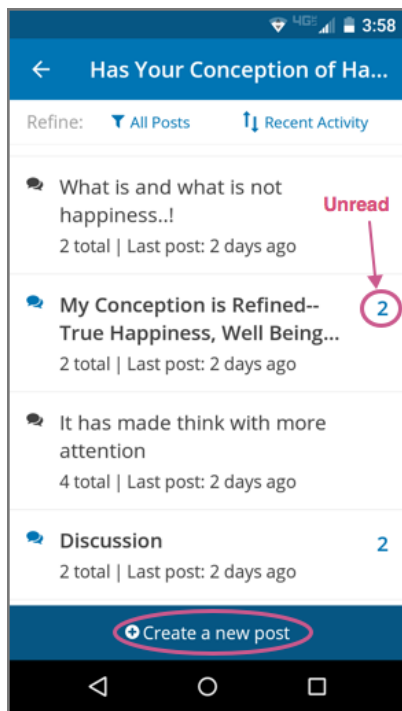 4G 3:58
Has Your Conception of Ha...
Refine: All Posts Recent Activity
What is and what is not
happiness..!
Unread
2 total | Last post: 2 days ago
My Conception is Refined--
2
True Happiness, Well Being...
2 total | Last post: 2 days ago
It has made think with more
attention
4 total | Last post: 2 days ago
Discussion
2
2 total | Last post: 2 days ago
Create a new post